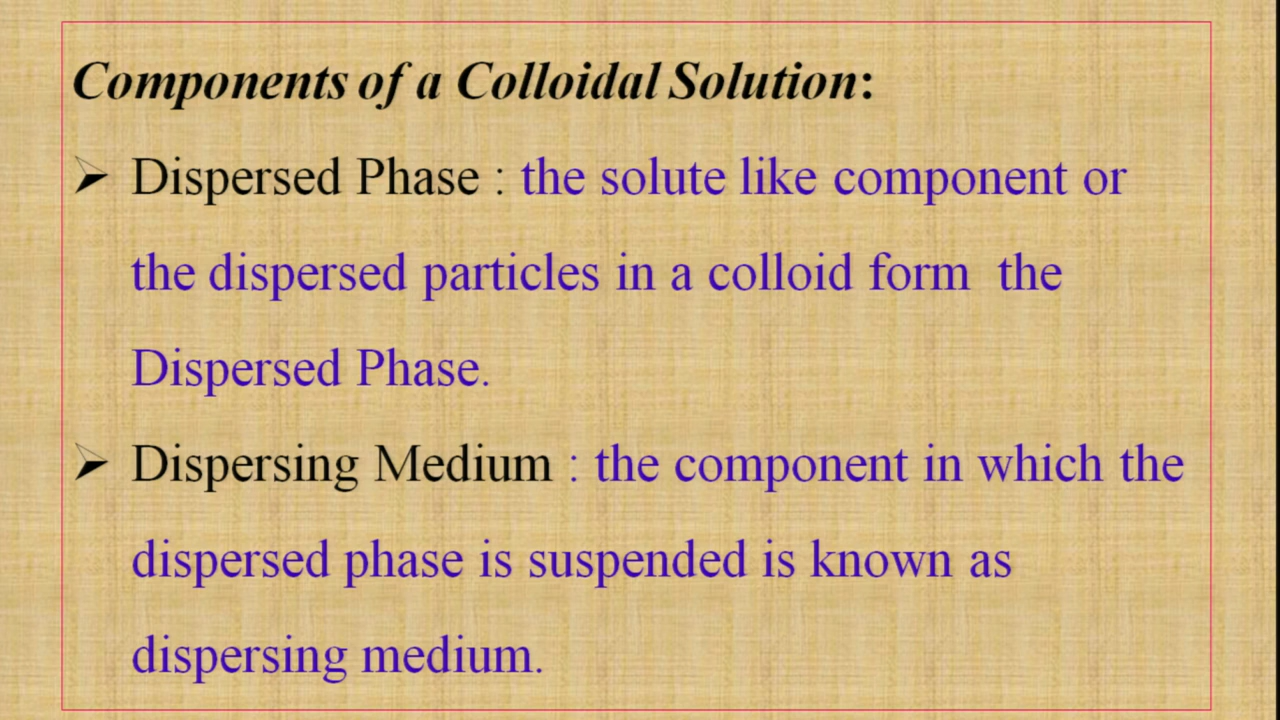 Components of a Colloidal Solution:
➢ Dispersed Phase : the solute like component or
the dispersed particles in a colloid form the
Dispersed Phase.
➢ Dispersing Medium : the component in which the
dispersed phase is suspended is known as
dispersing medium.